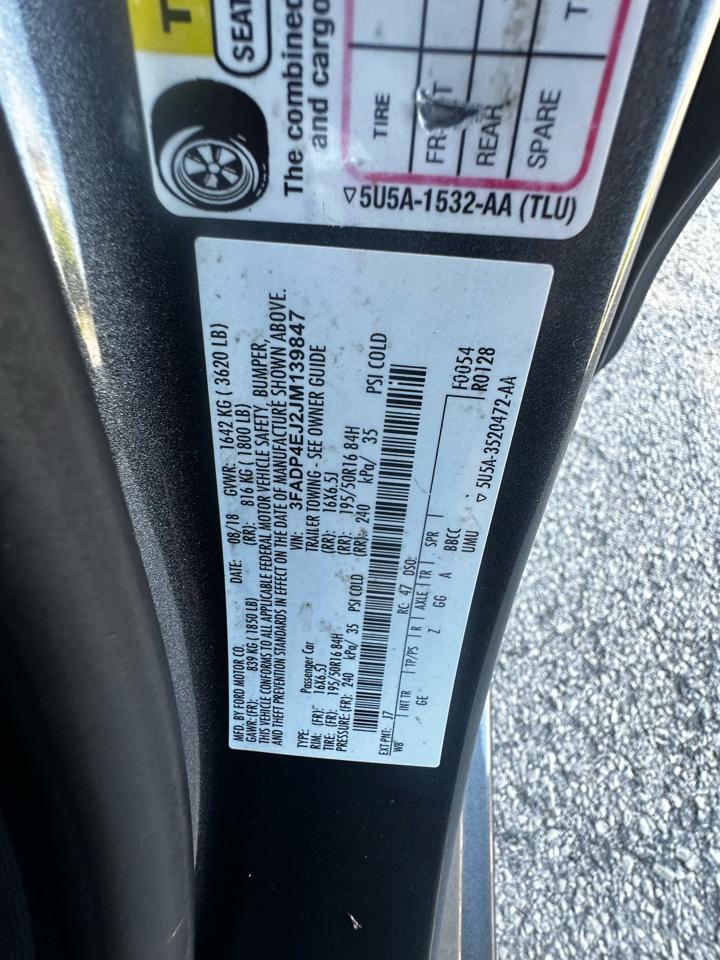 T
SEAT
The combined
and cargo
T
TIRE
FR T
REAR
SPARE
5U5A-1532-AA (TLU)
MFD. BY FORD MOTOR CO.
DATE: 08/18 GVWR: 1642 KG ( 3620 LB)
GAWR: (FR): 839 KG (1850 LB) (RR): 816 KG (1800 LB)
THIS VEHICLE CONFORMS TO ALL APPLICABLE FEDERAL MOTOR VEHICLE SAFETY, BUMPER,
AND THEFT PREVENTION STANDARDS IN EFFECT ON THE DATE OF MANUFACTURE SHOWN ABOVE.
VIN: 3FADP4EJ2JM139847
TYPE: Passenger Car TRAILER TOWING - SEE OWNER GUIDE
RIM: (FR): 16X6.5J (RR): 16X6.5J
TIRE: (FR): 195/50R16 84H (RR): 195/50R16 84H
PRESSURE: (FR): 240 kPa/ 35 PSI COLD (RR): 240 kPa/ 35 PSI COLD
F0054
R0128
EXT PNT: J7 RC: 47 DSO:
WB INT TR TP/PS R AXLE TR SPR
GE Z GG A BBCC
UMU
5U5A-3520472-AA